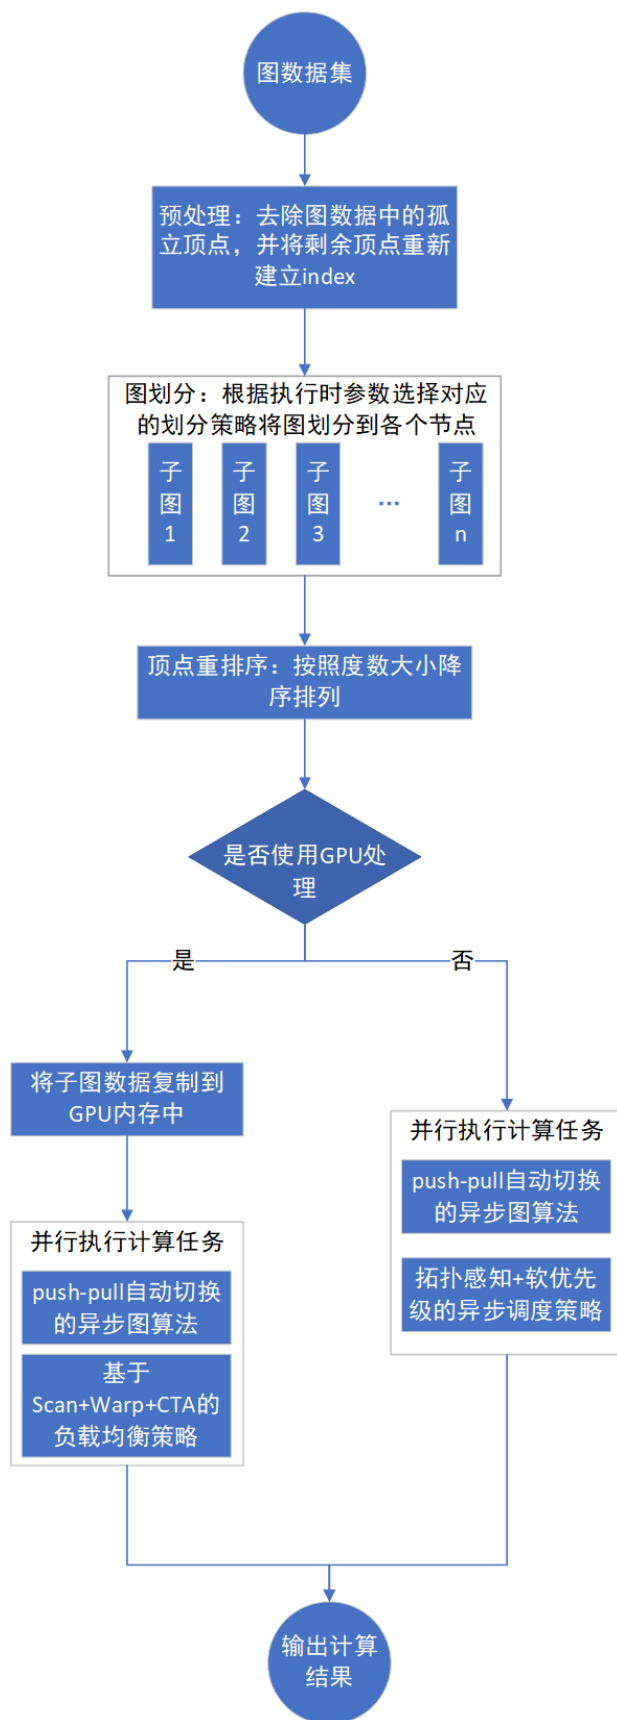 图数据集
预处理：去除图数据中的孤
立顶点，并将剩余顶点重新
建立index
图划分：根据执行时参数选择对应
的划分策略将图划分到各个节点
子
图
1
子
图
2
子
图
3
...
子
图
n
顶点重排序：按照度数大小降
序排列
是否使用GPU处
理
是
否
将子图数据复制到
GPU内存中
并行执行计算任务
push-pull自动切换
的异步图算法
基于
Scan+Warp+CTA的
负载均衡策略
并行执行计算任务
push-pull自动切换
的异步图算法
拓扑感知+软优先
级的异步调度策略
输出计算
结果